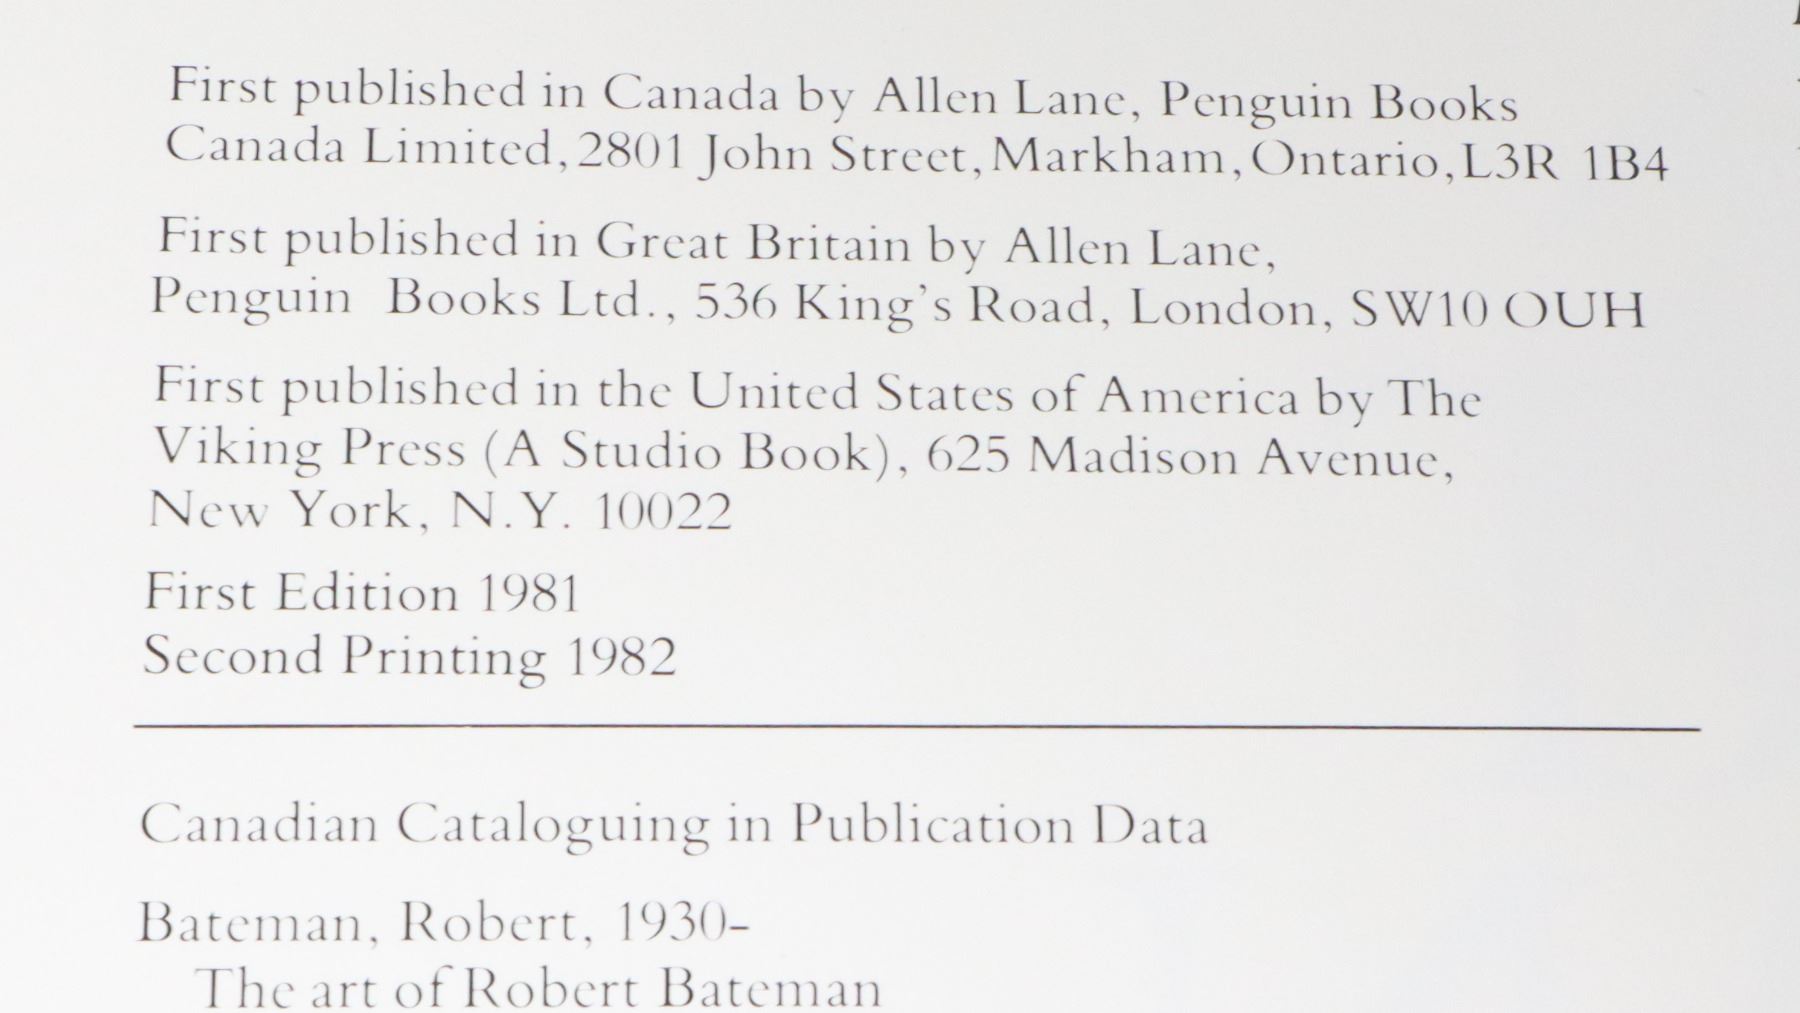 First published in Canada by Allen Lane, Penguin Books
Canada Limited, 2801 John Street, Markham, Ontario, L3R 1B4
First published in Great Britain by Allen Lane,
Penguin Books Ltd., 536 King's Road, London, SW10 OUH
First published in the United States of America by The
Viking Press (A Studio Book), 625 Madison Avenue,
New York, N.Y. 10022
First Edition 1981
Second Printing 1982
Canadian Cataloguing in Publication Data
Bateman, Robert, 1930-
The art of Robert Bateman